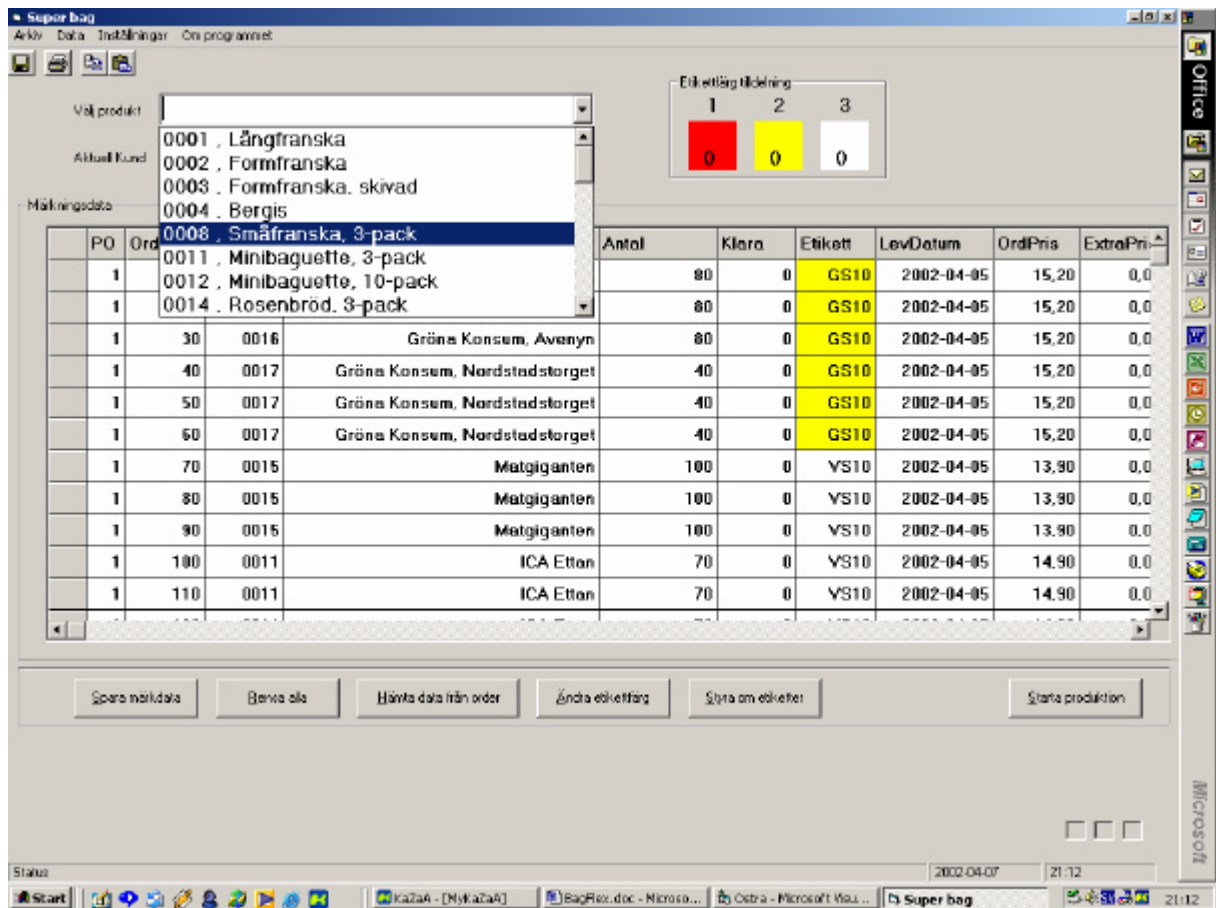 Super bag
Arkiv Data Inställningar Om programmet
Office
Etikettfärg tilldelning
1 2 3
Välj produkt
0 0 0
0001 , Långfranska
Aktuell Kund
0002 , Formfranska
0003 , Formfranska, skivad
0004 , Bergis
Märkningsdata
0008 , Småfranska, 3-pack
0011 , Minibaguette, 3-pack
0012 , Minibaguette, 10-pack
0014 , Rosenbröd, 3-pack
PO Ord Antal Klara Etikett LevDatum OrdPris ExtraPri
1 80 0 GS10 2002-04-05 15,20 0,0
1 80 0 GS10 2002-04-05 15,20 0,0
1 30 0016 Gröna Konsum, Avenyn 80 0 GS10 2002-04-05 15,20 0,0
1 40 0017 Gröna Konsum, Nordstadstorget 40 0 GS10 2002-04-05 15,20 0,0
1 50 0017 Gröna Konsum, Nordstadstorget 40 0 GS10 2002-04-05 15,20 0,0
1 60 0017 Gröna Konsum, Nordstadstorget 40 0 GS10 2002-04-05 15,20 0,0
1 70 0015 Matgiganten 100 0 VS10 2002-04-05 13,90 0,0
1 80 0015 Matgiganten 100 0 VS10 2002-04-05 13,90 0,0
1 90 0015 Matgiganten 100 0 VS10 2002-04-05 13,90 0,0
1 100 0011 ICA Ettan 70 0 VS10 2002-04-05 14,90 0,0
1 110 0011 ICA Ettan 70 0 VS10 2002-04-05 14,90 0,0
Spara märkdata Rensa alla Hämta data från order Ändra etikettfärg Styra om etiketter Starta produktion
Microsoft
Status 2002-04-07 21:12
Start KaZaA - [MyKaZaA] BagFlex.doc - Microso... Ostra - Microsoft Visu... Super bag 21:12